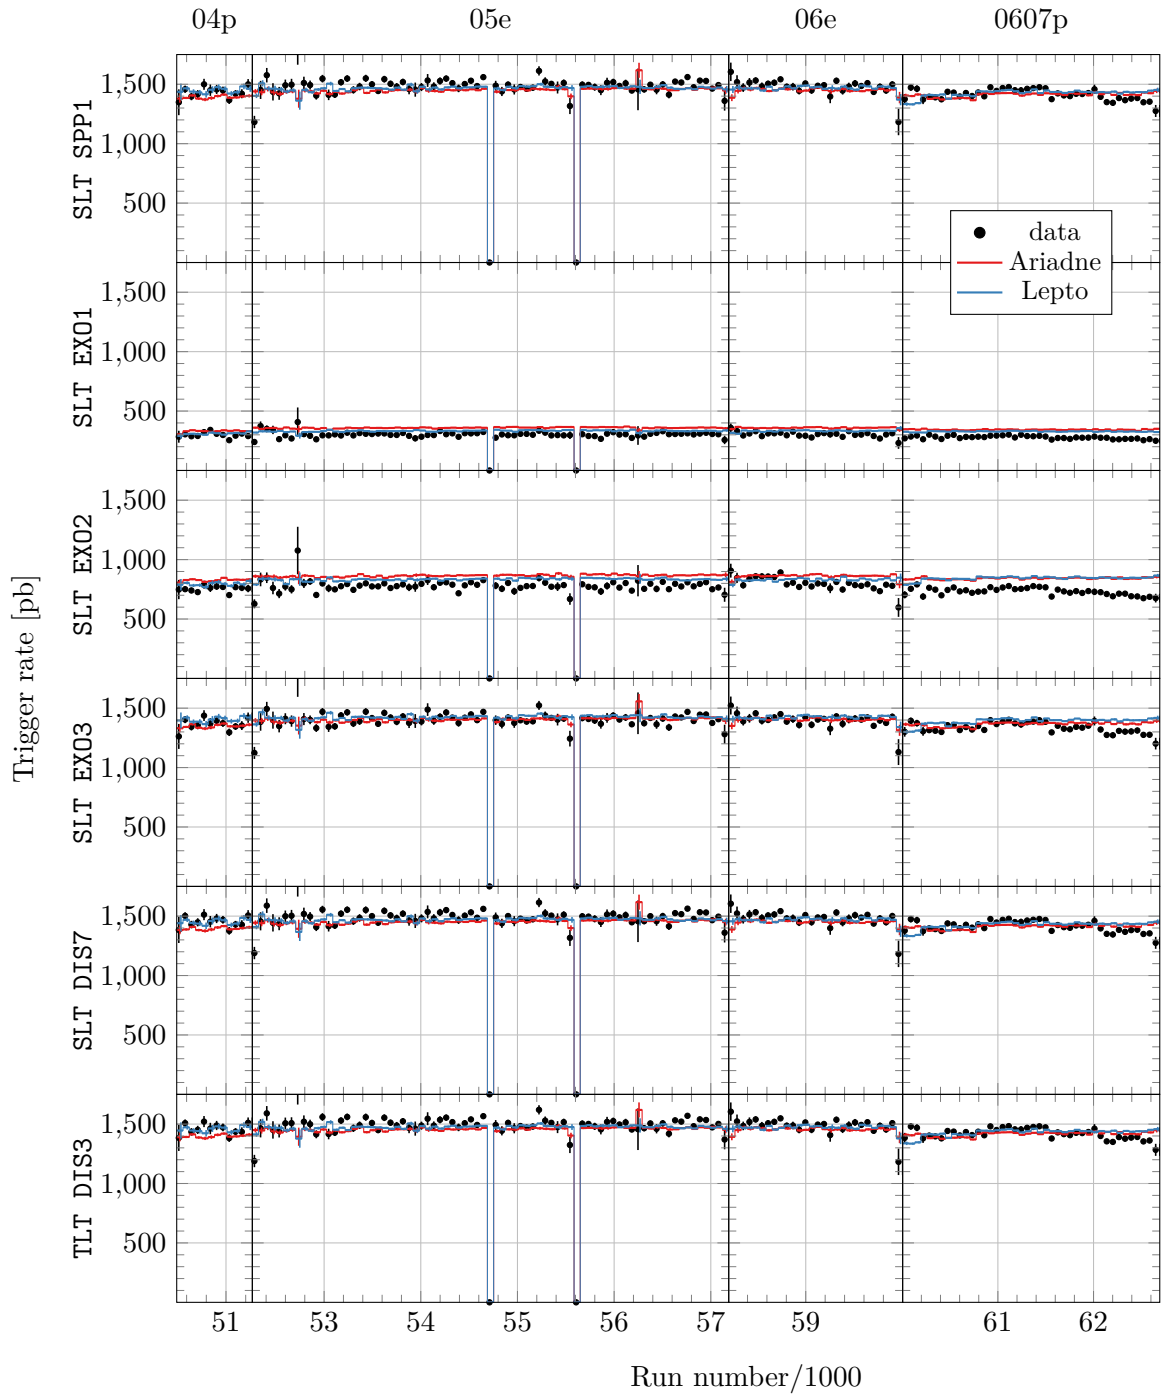 04p 05e 06e 0607p
1,500
1,000
500
SLT SPP1
data
Ariadne
Lepto
1,500
1,000
500
SLT EXO1
1,500
1,000
500
SLT EXO2
Trigger rate [pb]
1,500
1,000
500
SLT EXO3
1,500
1,000
500
SLT DIS7
1,500
1,000
500
TLT DIS3
51 53 54 55 56 57 59 61 62
Run number/1000